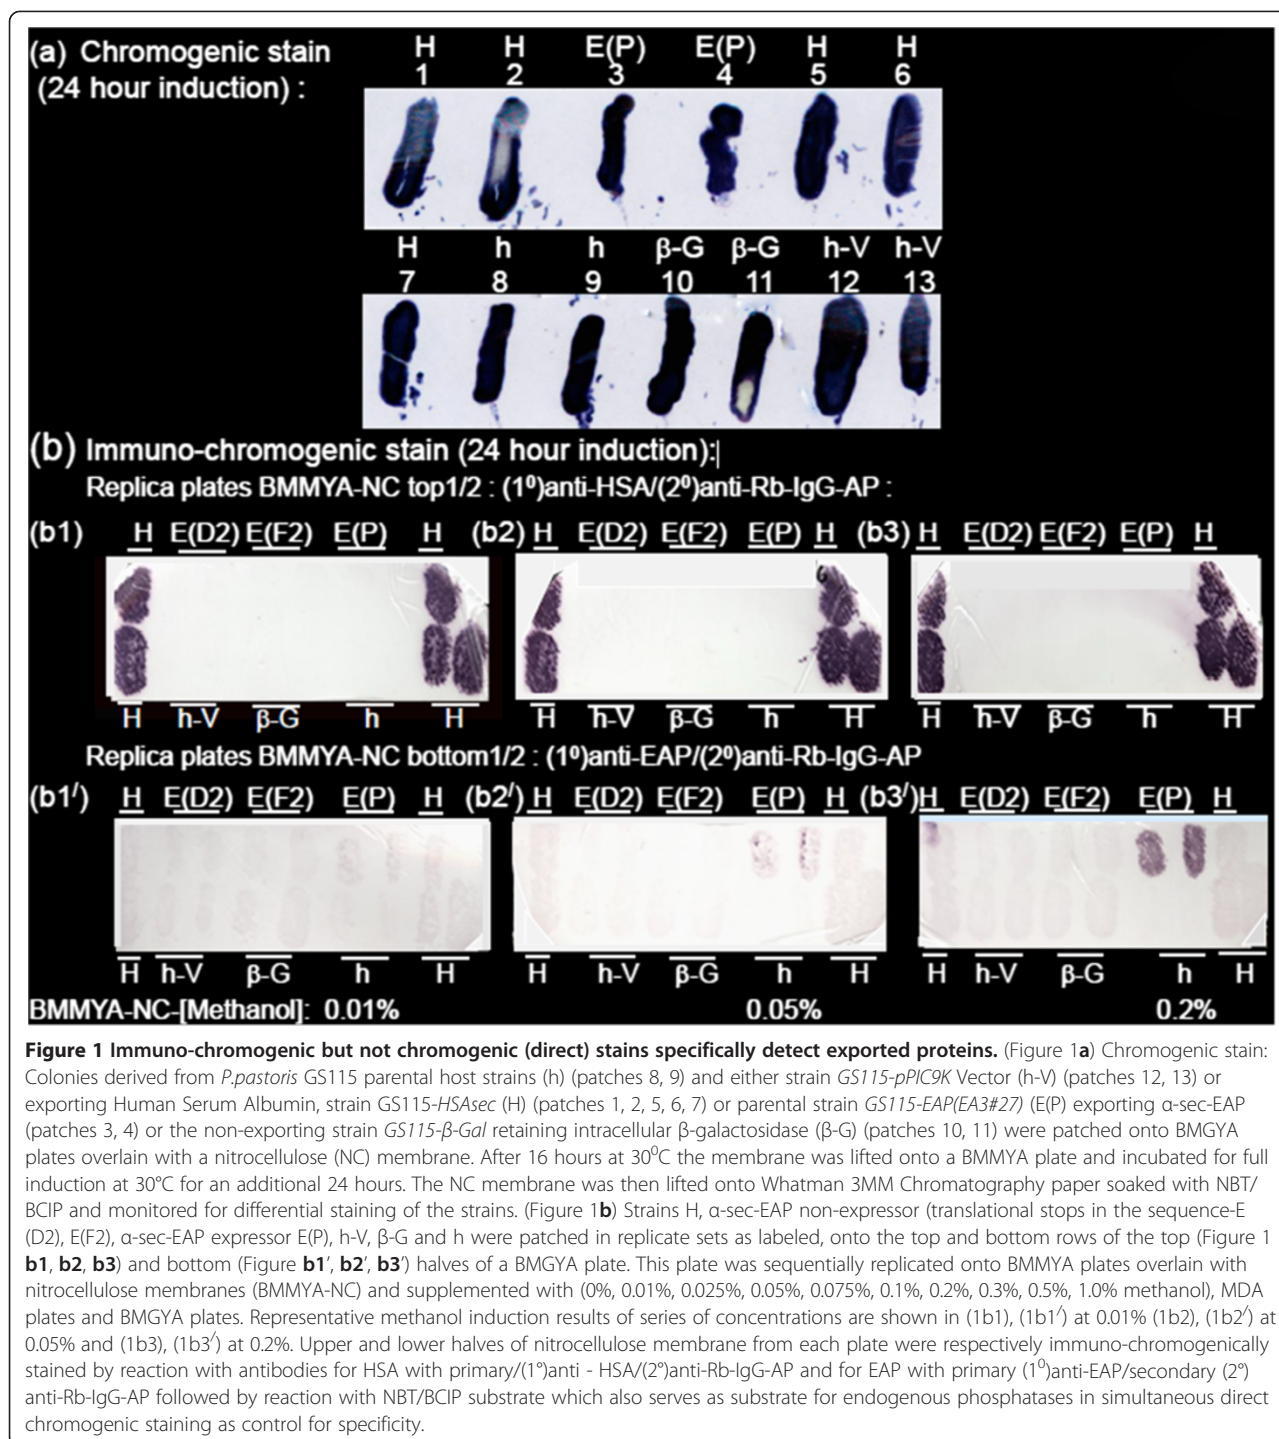 (a) Chromogenic stain
(24 hour induction) :
H H E(P) E(P) H H
1 2 3 4 5 6
H h h β-G β-G h-V h-V
7 8 9 10 11 12 13
(b) Immuno-chromogenic stain (24 hour induction):
Replica plates BMMYA-NC top1/2 : (1⁰)anti-HSA/(2⁰)anti-Rb-IgG-AP :
(b1) H E(D2) E(F2) E(P) H (b2) H E(D2) E(F2) E(P) H (b3) H E(D2) E(F2) E(P) H
H h-V β-G h H H h-V β-G h H H h-V β-G h H
Replica plates BMMYA-NC bottom1/2 : (1⁰)anti-EAP/(2⁰)anti-Rb-IgG-AP
(b1/) H E(D2) E(F2) E(P) H (b2/) H E(D2) E(F2) E(P) H (b3/) H E(D2) E(F2) E(P) H
H h-V β-G h H H h-V β-G h H H h-V β-G h H
BMMYA-NC-[Methanol]: 0.01% 0.05% 0.2%
Figure 1 Immuno-chromogenic but not chromogenic (direct) stains specifically detect exported proteins. (Figure 1a) Chromogenic stain:
Colonies derived from P.pastoris GS115 parental host strains (h) (patches 8, 9) and either strain GS115-pPIC9K Vector (h-V) (patches 12, 13) or
exporting Human Serum Albumin, strain GS115-HSAsec (H) (patches 1, 2, 5, 6, 7) or parental strain GS115-EAP(EA3#27) (E(P) exporting α-sec-EAP
(patches 3, 4) or the non-exporting strain GS115-β-Gal retaining intracellular β-galactosidase (β-G) (patches 10, 11) were patched onto BMGYA
plates overlain with a nitrocellulose (NC) membrane. After 16 hours at 30⁰C the membrane was lifted onto a BMMYA plate and incubated for full
induction at 30°C for an additional 24 hours. The NC membrane was then lifted onto Whatman 3MM Chromatography paper soaked with NBT/
BCIP and monitored for differential staining of the strains. (Figure 1b) Strains H, α-sec-EAP non-expressor (translational stops in the sequence-E
(D2), E(F2), α-sec-EAP expressor E(P), h-V, β-G and h were patched in replicate sets as labeled, onto the top and bottom rows of the top (Figure 1
b1, b2, b3) and bottom (Figure b1′, b2′, b3′) halves of a BMGYA plate. This plate was sequentially replicated onto BMMYA plates overlain with
nitrocellulose membranes (BMMYA-NC) and supplemented with (0%, 0.01%, 0.025%, 0.05%, 0.075%, 0.1%, 0.2%, 0.3%, 0.5%, 1.0% methanol), MDA
plates and BMGYA plates. Representative methanol induction results of series of concentrations are shown in (1b1), (1b1/) at 0.01% (1b2), (1b2/) at
0.05% and (1b3), (1b3/) at 0.2%. Upper and lower halves of nitrocellulose membrane from each plate were respectively immuno-chromogenically
stained by reaction with antibodies for HSA with primary/(1°)anti - HSA/(2°)anti-Rb-IgG-AP and for EAP with primary (1⁰)anti-EAP/secondary (2°)
anti-Rb-IgG-AP followed by reaction with NBT/BCIP substrate which also serves as substrate for endogenous phosphatases in simultaneous direct
chromogenic staining as control for specificity.